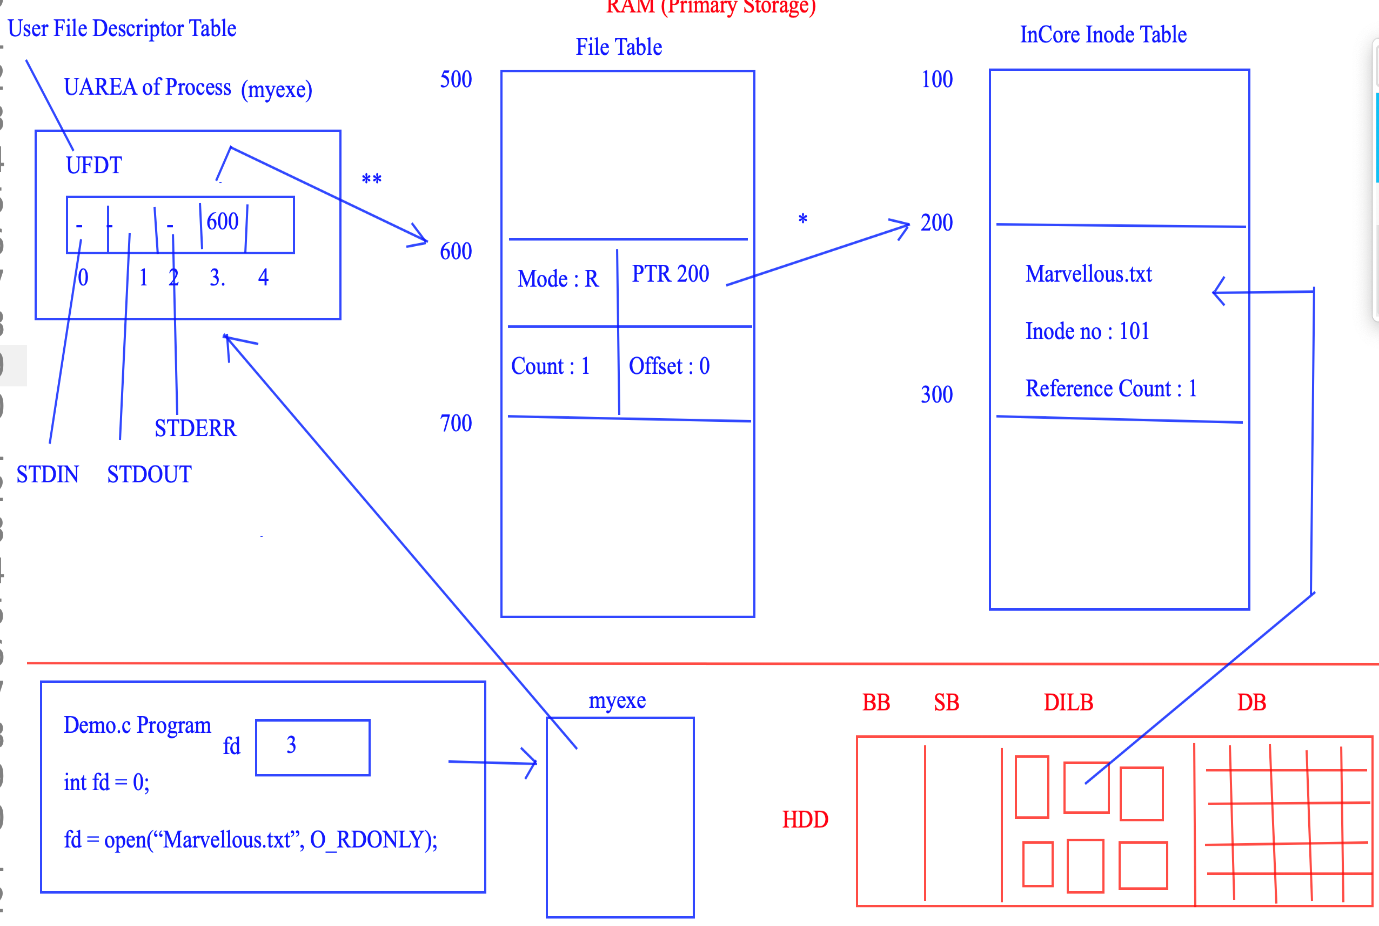 RAM (Primary Storage)
User File Descriptor Table
File Table
InCore Inode Table
UAREA of Process (myexe)
500
100
UFDT
**
- - - 600
0 1 2 3. 4
*
600
200
Mode : R
PTR 200
Marvellous.txt
Inode no : 101
Count : 1
Offset : 0
Reference Count : 1
300
700
STDERR
STDIN
STDOUT
myexe
BB
SB
DILB
DB
Demo.c Program
fd
3
int fd = 0;
HDD
fd = open(“Marvellous.txt”, O_RDONLY);